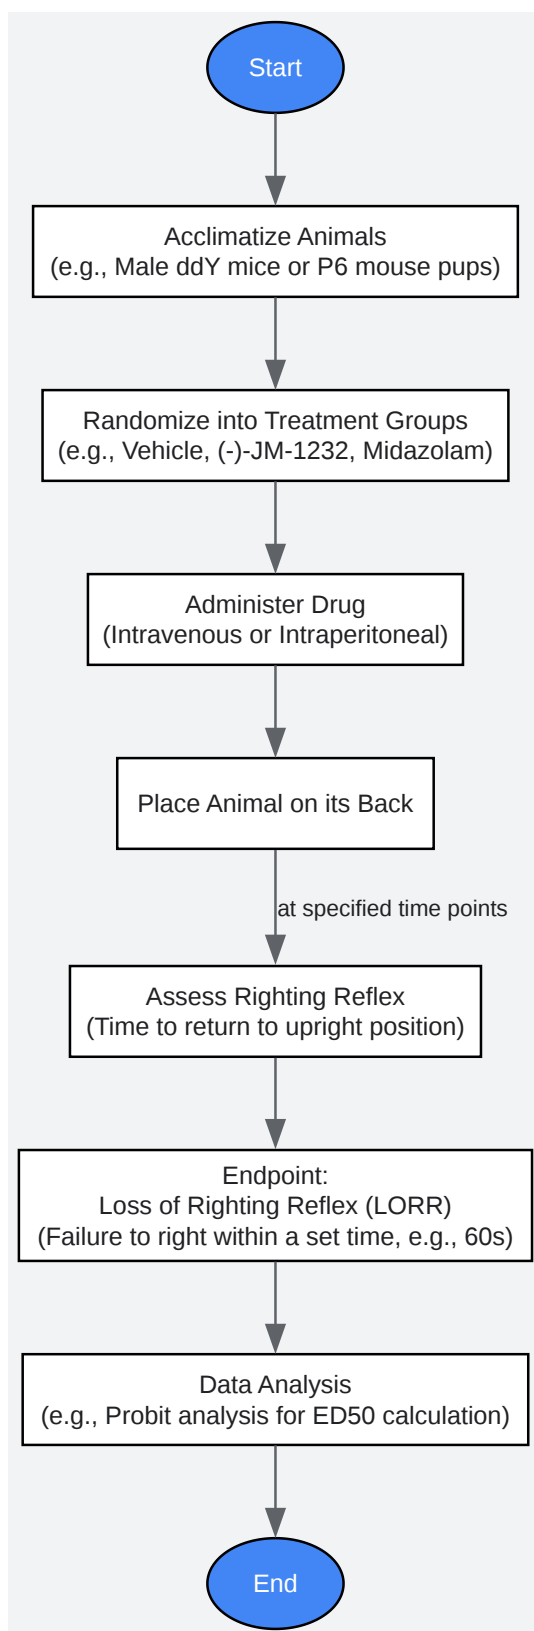 Start
Acclimatize Animals
(e.g., Male ddY mice or P6 mouse pups)
Randomize into Treatment Groups
(e.g., Vehicle, (-)-JM-1232, Midazolam)
Administer Drug
(Intravenous or Intraperitoneal)
Place Animal on its Back
at specified time points
Assess Righting Reflex
(Time to return to upright position)
Endpoint:
Loss of Righting Reflex (LORR)
(Failure to right within a set time, e.g., 60s)
Data Analysis
(e.g., Probit analysis for ED50 calculation)
End